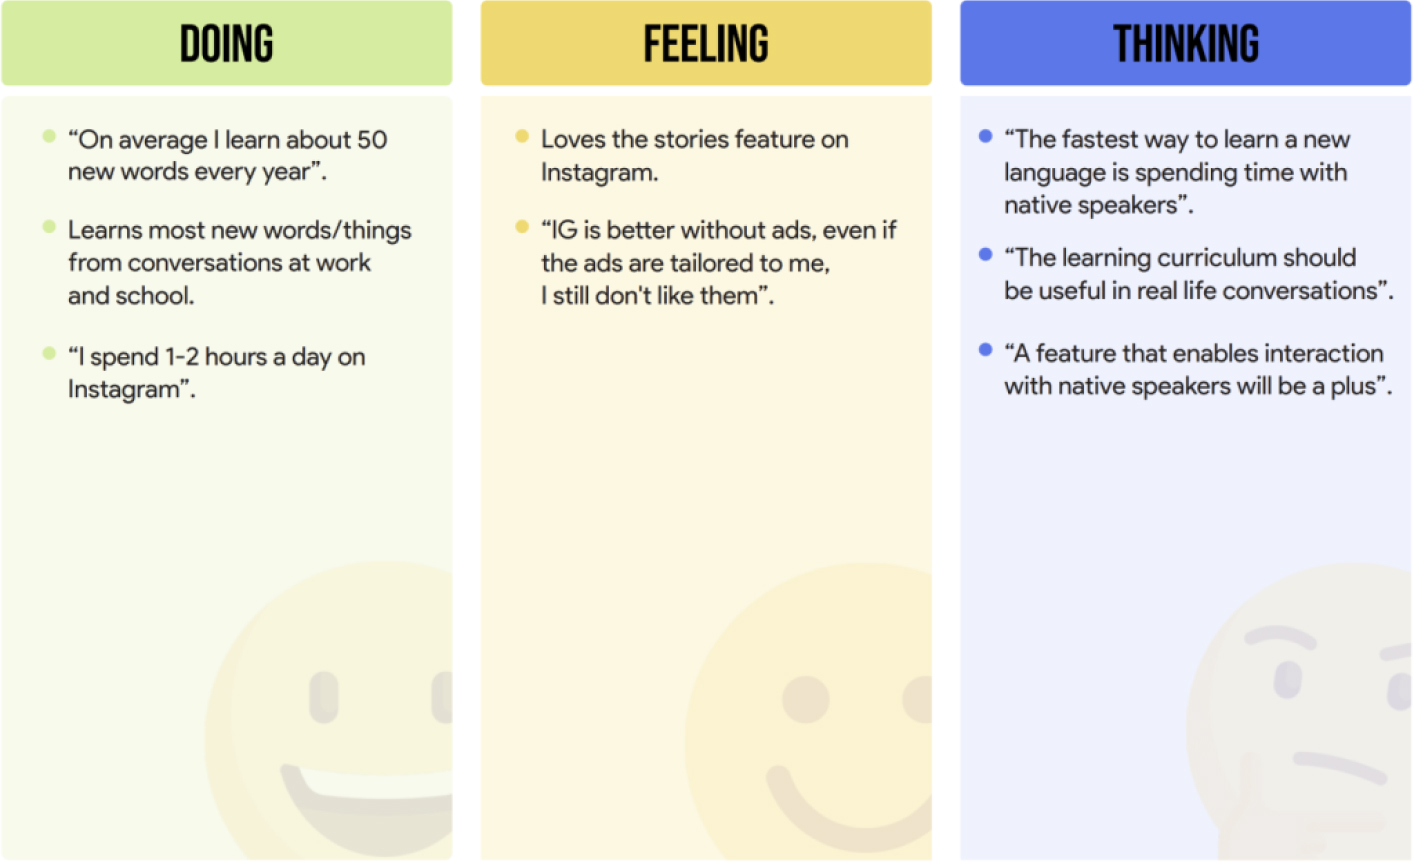 DOING
“On average I learn about 50
new words every year”.
Learns most new words/things
from conversations at work
and school.
“I spend 1-2 hours a day on
Instagram”.
FEELING
Loves the stories feature on
Instagram.
“IG is better without ads, even if
the ads are tailored to me,
I still don't like them”.
THINKING
“The fastest way to learn a new
language is spending time with
native speakers”.
“The learning curriculum should
be useful in real life conversations”.
“A feature that enables interaction
with native speakers will be a plus”.